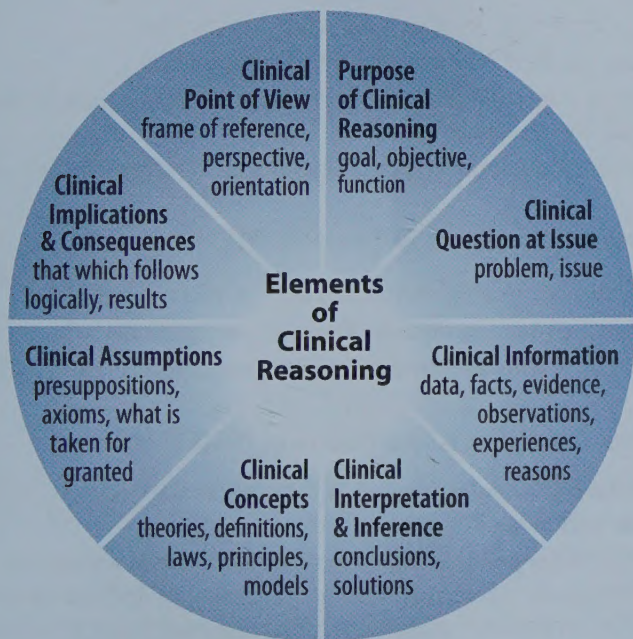 Elements
of
Clinical
Reasoning
Purpose
of Clinical
Reasoning
goal, objective,
function
Clinical
Question at Issue
problem, issue
Clinical Information
data, facts, evidence,
observations,
experiences,
reasons
Clinical
Interpretation
& Inference
conclusions,
solutions
Clinical
Concepts
theories, definitions,
laws, principles,
models
Clinical Assumptions
presuppositions,
axioms, what is
taken for
granted
Clinical
Implications
& Consequences
that which follows
logically, results
Clinical
Point of View
frame of reference,
perspective,
orientation